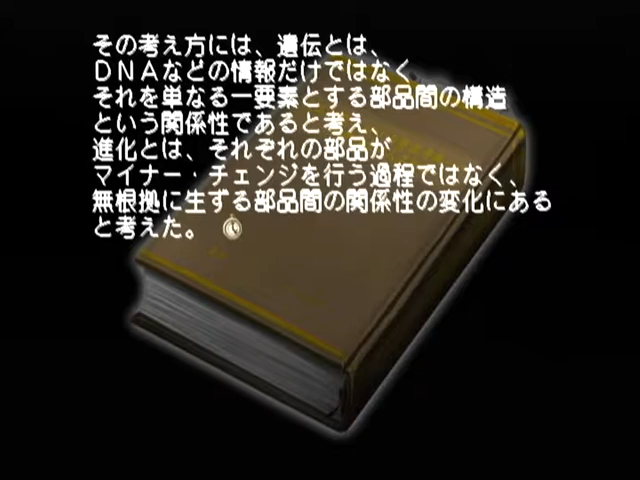 その考え方には、遺伝とは、
ＤＮＡなどの情報だけではなく
それを単なる一要素とする部品間の構造
という関係性であると考え、
進化とは、それぞれの部品が
マイナー・チェンジを行う過程ではなく、
無根拠に生ずる部品間の関係性の変化にある
と考えた。